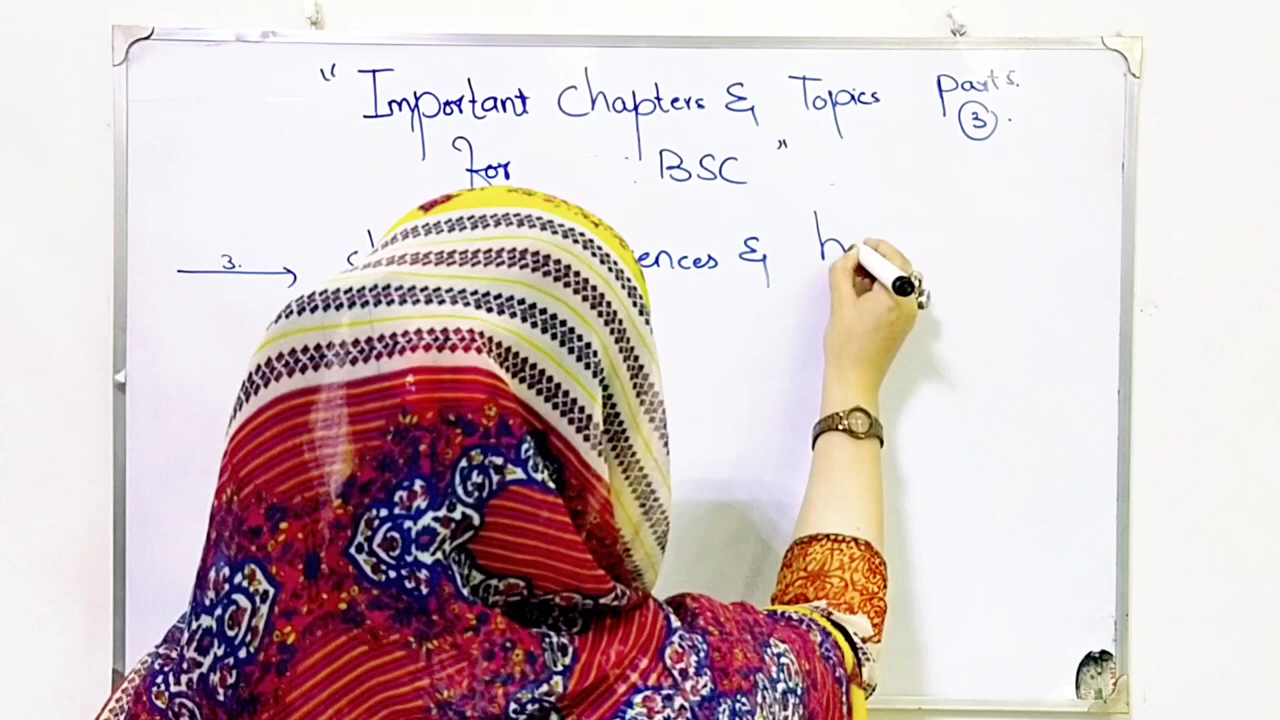 " Important Chapters & Topics Parts.
for BSC " 3.
3. ences & h